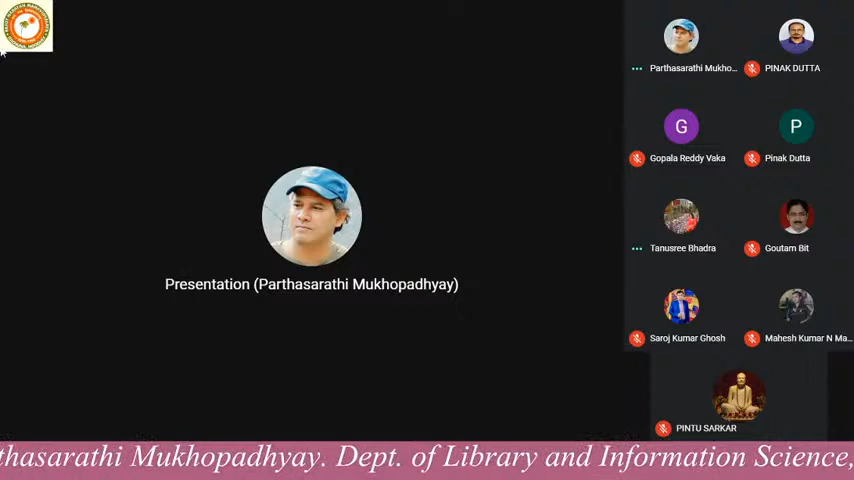 Presentation (Parthasarathi Mukhopadhyay)
Parthasarathi Mukho...
PINAK DUTTA
G
Gopala Reddy Vaka
P
Pinak Dutta
Tanusree Bhadra
Goutam Bit
Saroj Kumar Ghosh
Mahesh Kumar N Ma...
PINTU SARKAR
thasarathi Mukhopadhyay. Dept. of Library and Information Science,